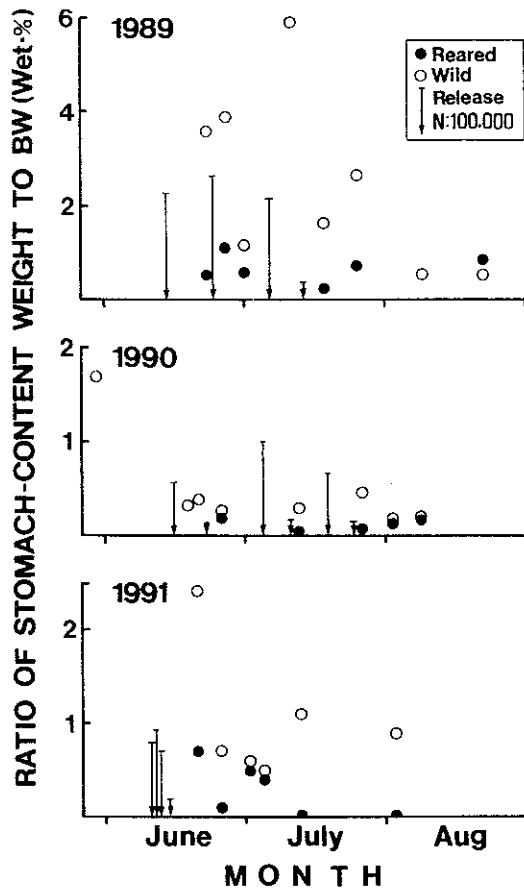 RATIO OF STOMACH-CONTENT WEIGHT TO BW (Wet-%)
1989
6
4
2
Reared
Wild
Release
N:100.000
1990
2
1
1991
2
1
June
July
Aug
MONTH